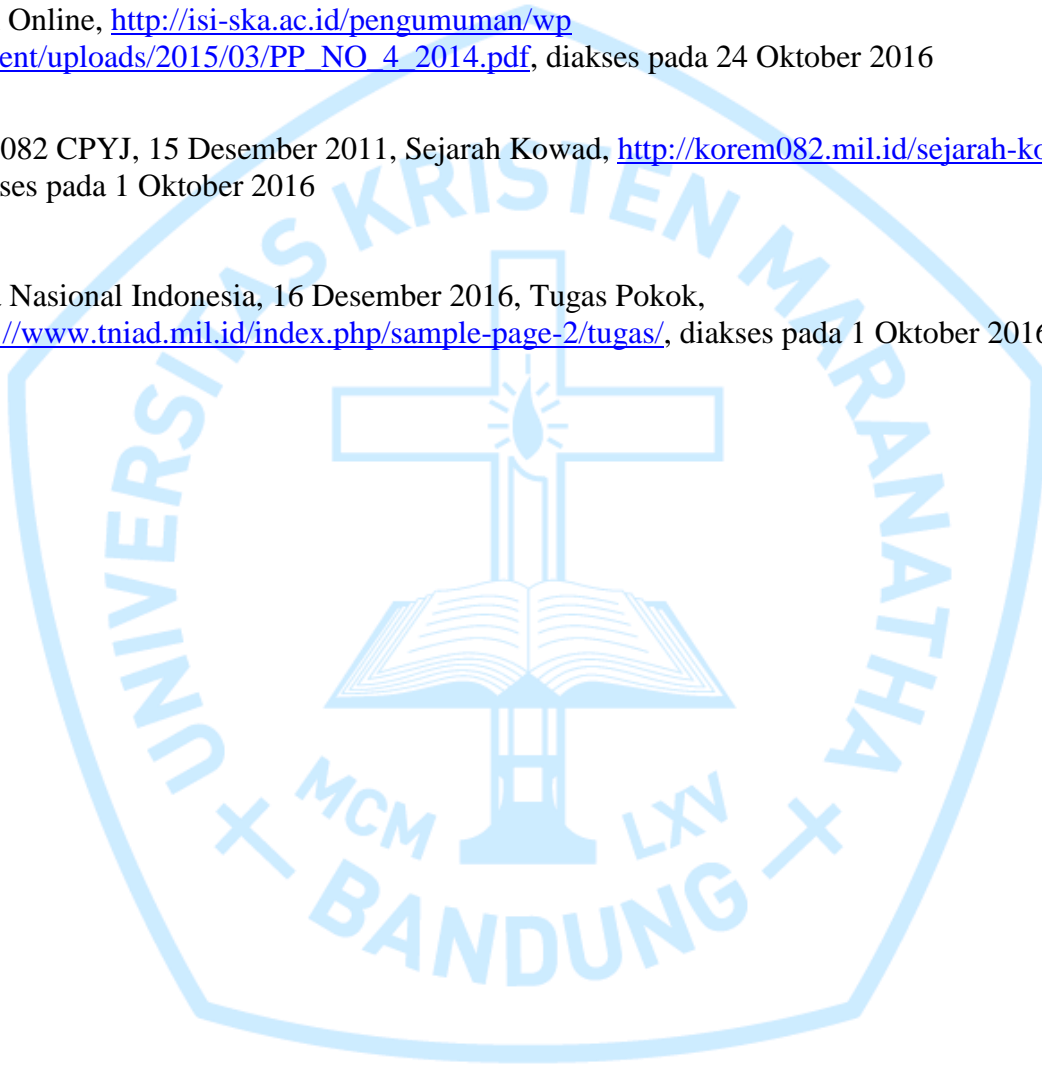 Online, http://isi-ska.ac.id/pengumuman/wp
ent/uploads/2015/03/PP_NO_4_2014.pdf, diakses pada 24 Oktober 2016
082 CPYJ, 15 Desember 2011, Sejarah Kowad, http://korem082.mil.id/sejarah-ko
ses pada 1 Oktober 2016
Nasional Indonesia, 16 Desember 2016, Tugas Pokok,
://www.tniad.mil.id/index.php/sample-page-2/tugas/, diakses pada 1 Oktober 2016
UNIVERSITAS KRISTEN MARANATHA
MCM LXV
BANDUNG